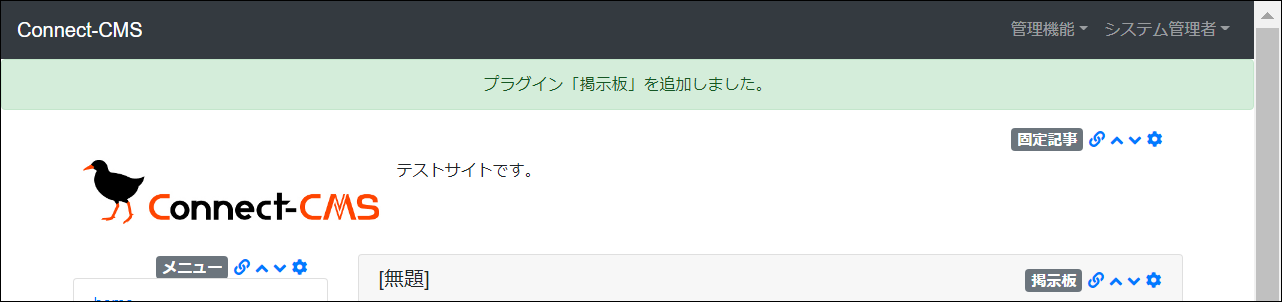 Connect-CMS 管理機能 システム管理者
プラグイン「掲示板」を追加しました。
固定記事
テストサイトです。
Connect-CMS
メニュー
[無題] 掲示板
home